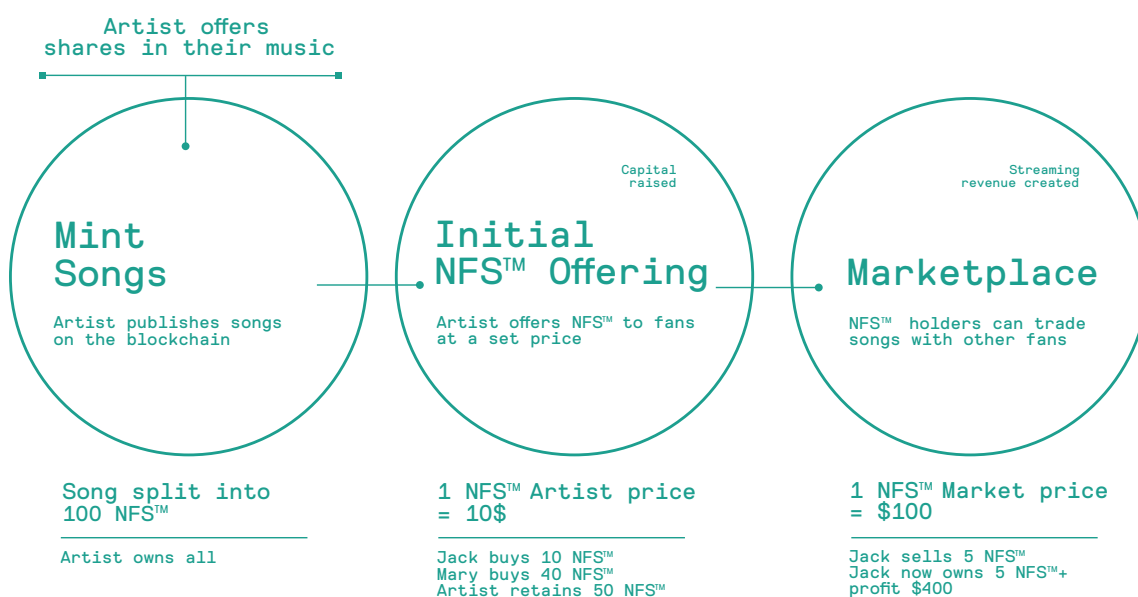 Artist offers
shares in their music
Mint
Songs
Artist publishes songs
on the blockchain
Song split into
100 NFS™
Artist owns all
Capital
raised
Initial
NFS™ Offering
Artist offers NFS™ to fans
at a set price
1 NFS™ Artist price
= 10$
Jack buys 10 NFS™
Mary buys 40 NFS™
Artist retains 50 NFS™
Streaming
revenue created
Marketplace
NFS™ holders can trade
songs with other fans
1 NFS™ Market price
= $100
Jack sells 5 NFS™
Jack now owns 5 NFS™+
profit $400